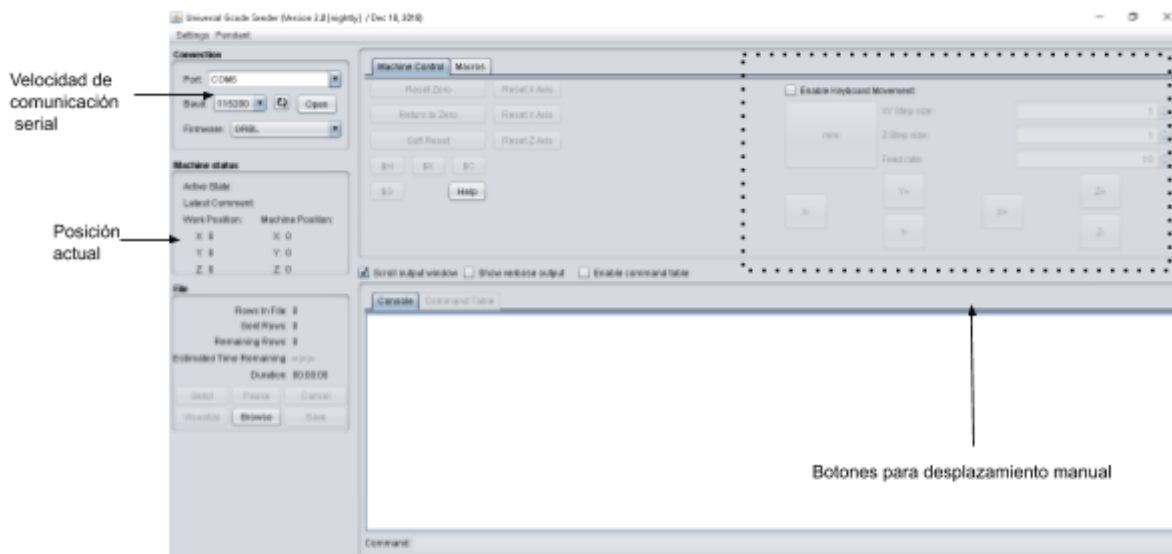 Universal Gcode Sender (Version 2.0 [nightly] / Dec 18, 2018)
Settings Pendant
Connection
Port: COM6
Baud: 115200 Open
Firmware: GRBL
Velocidad de
comunicación
serial
Machine status
Active State:
Latest Comment:
Work Position: Machine Position:
X: 0 X: 0
Y: 0 Y: 0
Z: 0 Z: 0
Posición
actual
File
Rows In File: 0
Sent Rows: 0
Remaining Rows: 0
Estimated Time Remaining:
Duration: 00:00:00
Send Pause Cancel
Visualize Browse Save
Machine Control Macros
Reset Zero Reset X Axis
Return to Zero Reset Y Axis
Soft Reset Reset Z Axis
$H $X $C
$G Help
Enable Keyboard Movement
XY Step size: 1
mm Z Step size: 1
Feed rate: 10
Y+ Z+
X- X+
Y- Z-
Scroll output window Show verbose output Enable command table
Console Command Table
Botones para desplazamiento manual
Command: